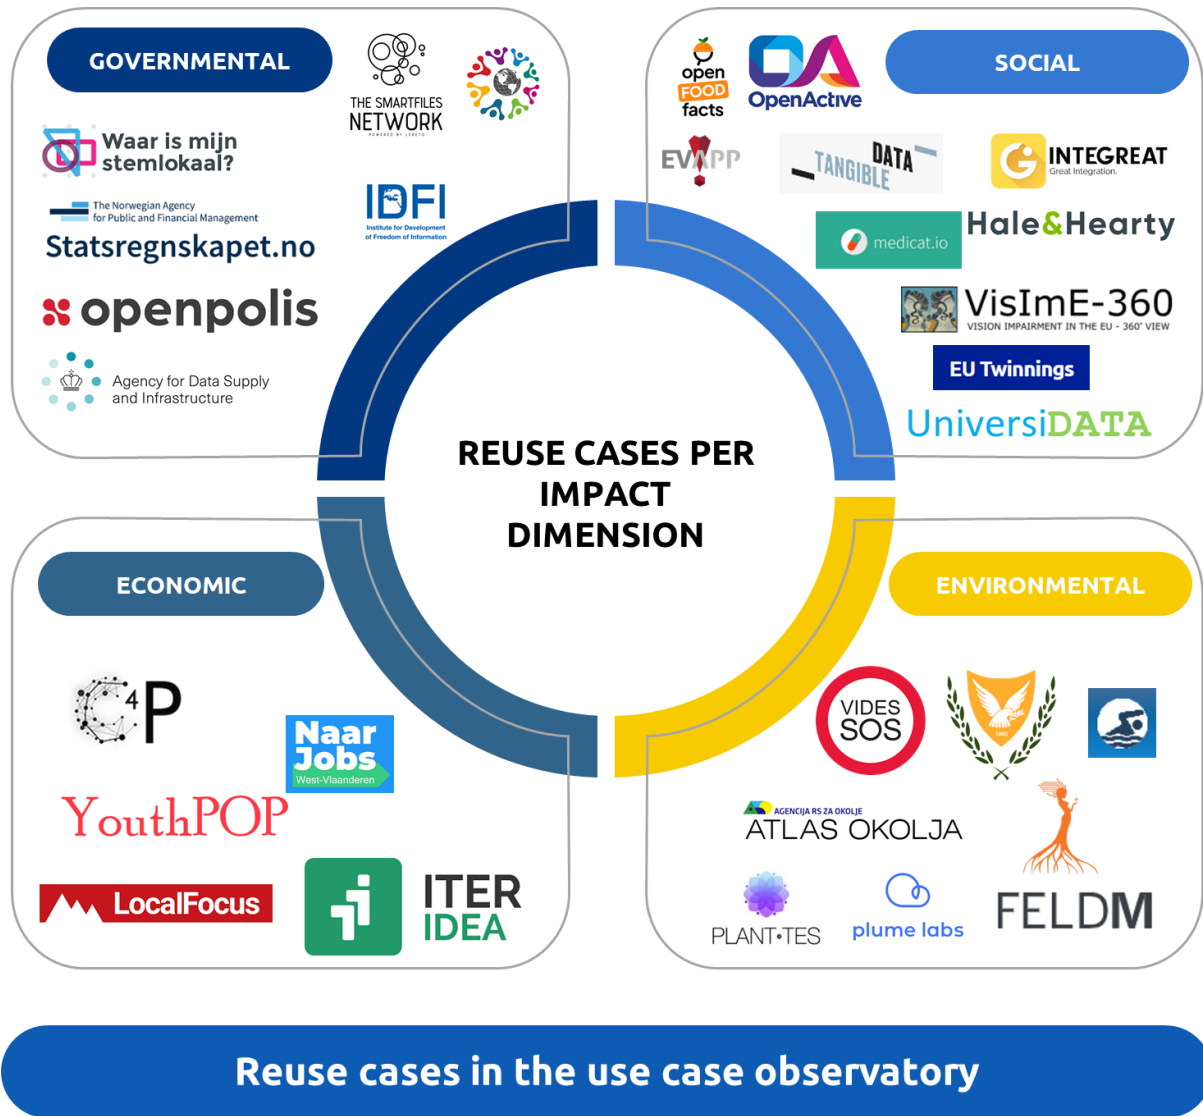 GOVERNMENTAL
THE SMARTFILES
NETWORK
POWERED BY LERETO
Waar is mijn
stemlokaal?
The Norwegian Agency
for Public and Financial Management
Statsregnskapet.no
IDFI
Institute for Development
of Freedom of Information
openpolis
Agency for Data Supply
and Infrastructure
SOCIAL
open
FOOD
facts
OA
OpenActive
EVAPP
DATA
TANGIBLE
G
INTEGREAT
Great Integration.
medicat.io
Hale&Hearty
VisImE-360
VISION IMPAIRMENT IN THE EU - 360° VIEW
EU Twinnings
UniversiDATA
REUSE CASES PER
IMPACT
DIMENSION
ECONOMIC
C4P
Naar
Jobs
West-Vlaanderen
YouthPOP
LocalFocus
ITER
IDEA
ENVIRONMENTAL
VIDES
SOS
1960
AGENCIJA RS ZA OKOLJE
ATLAS OKOLJA
PLANT•TES
plume labs
FELDM
Reuse cases in the use case observatory